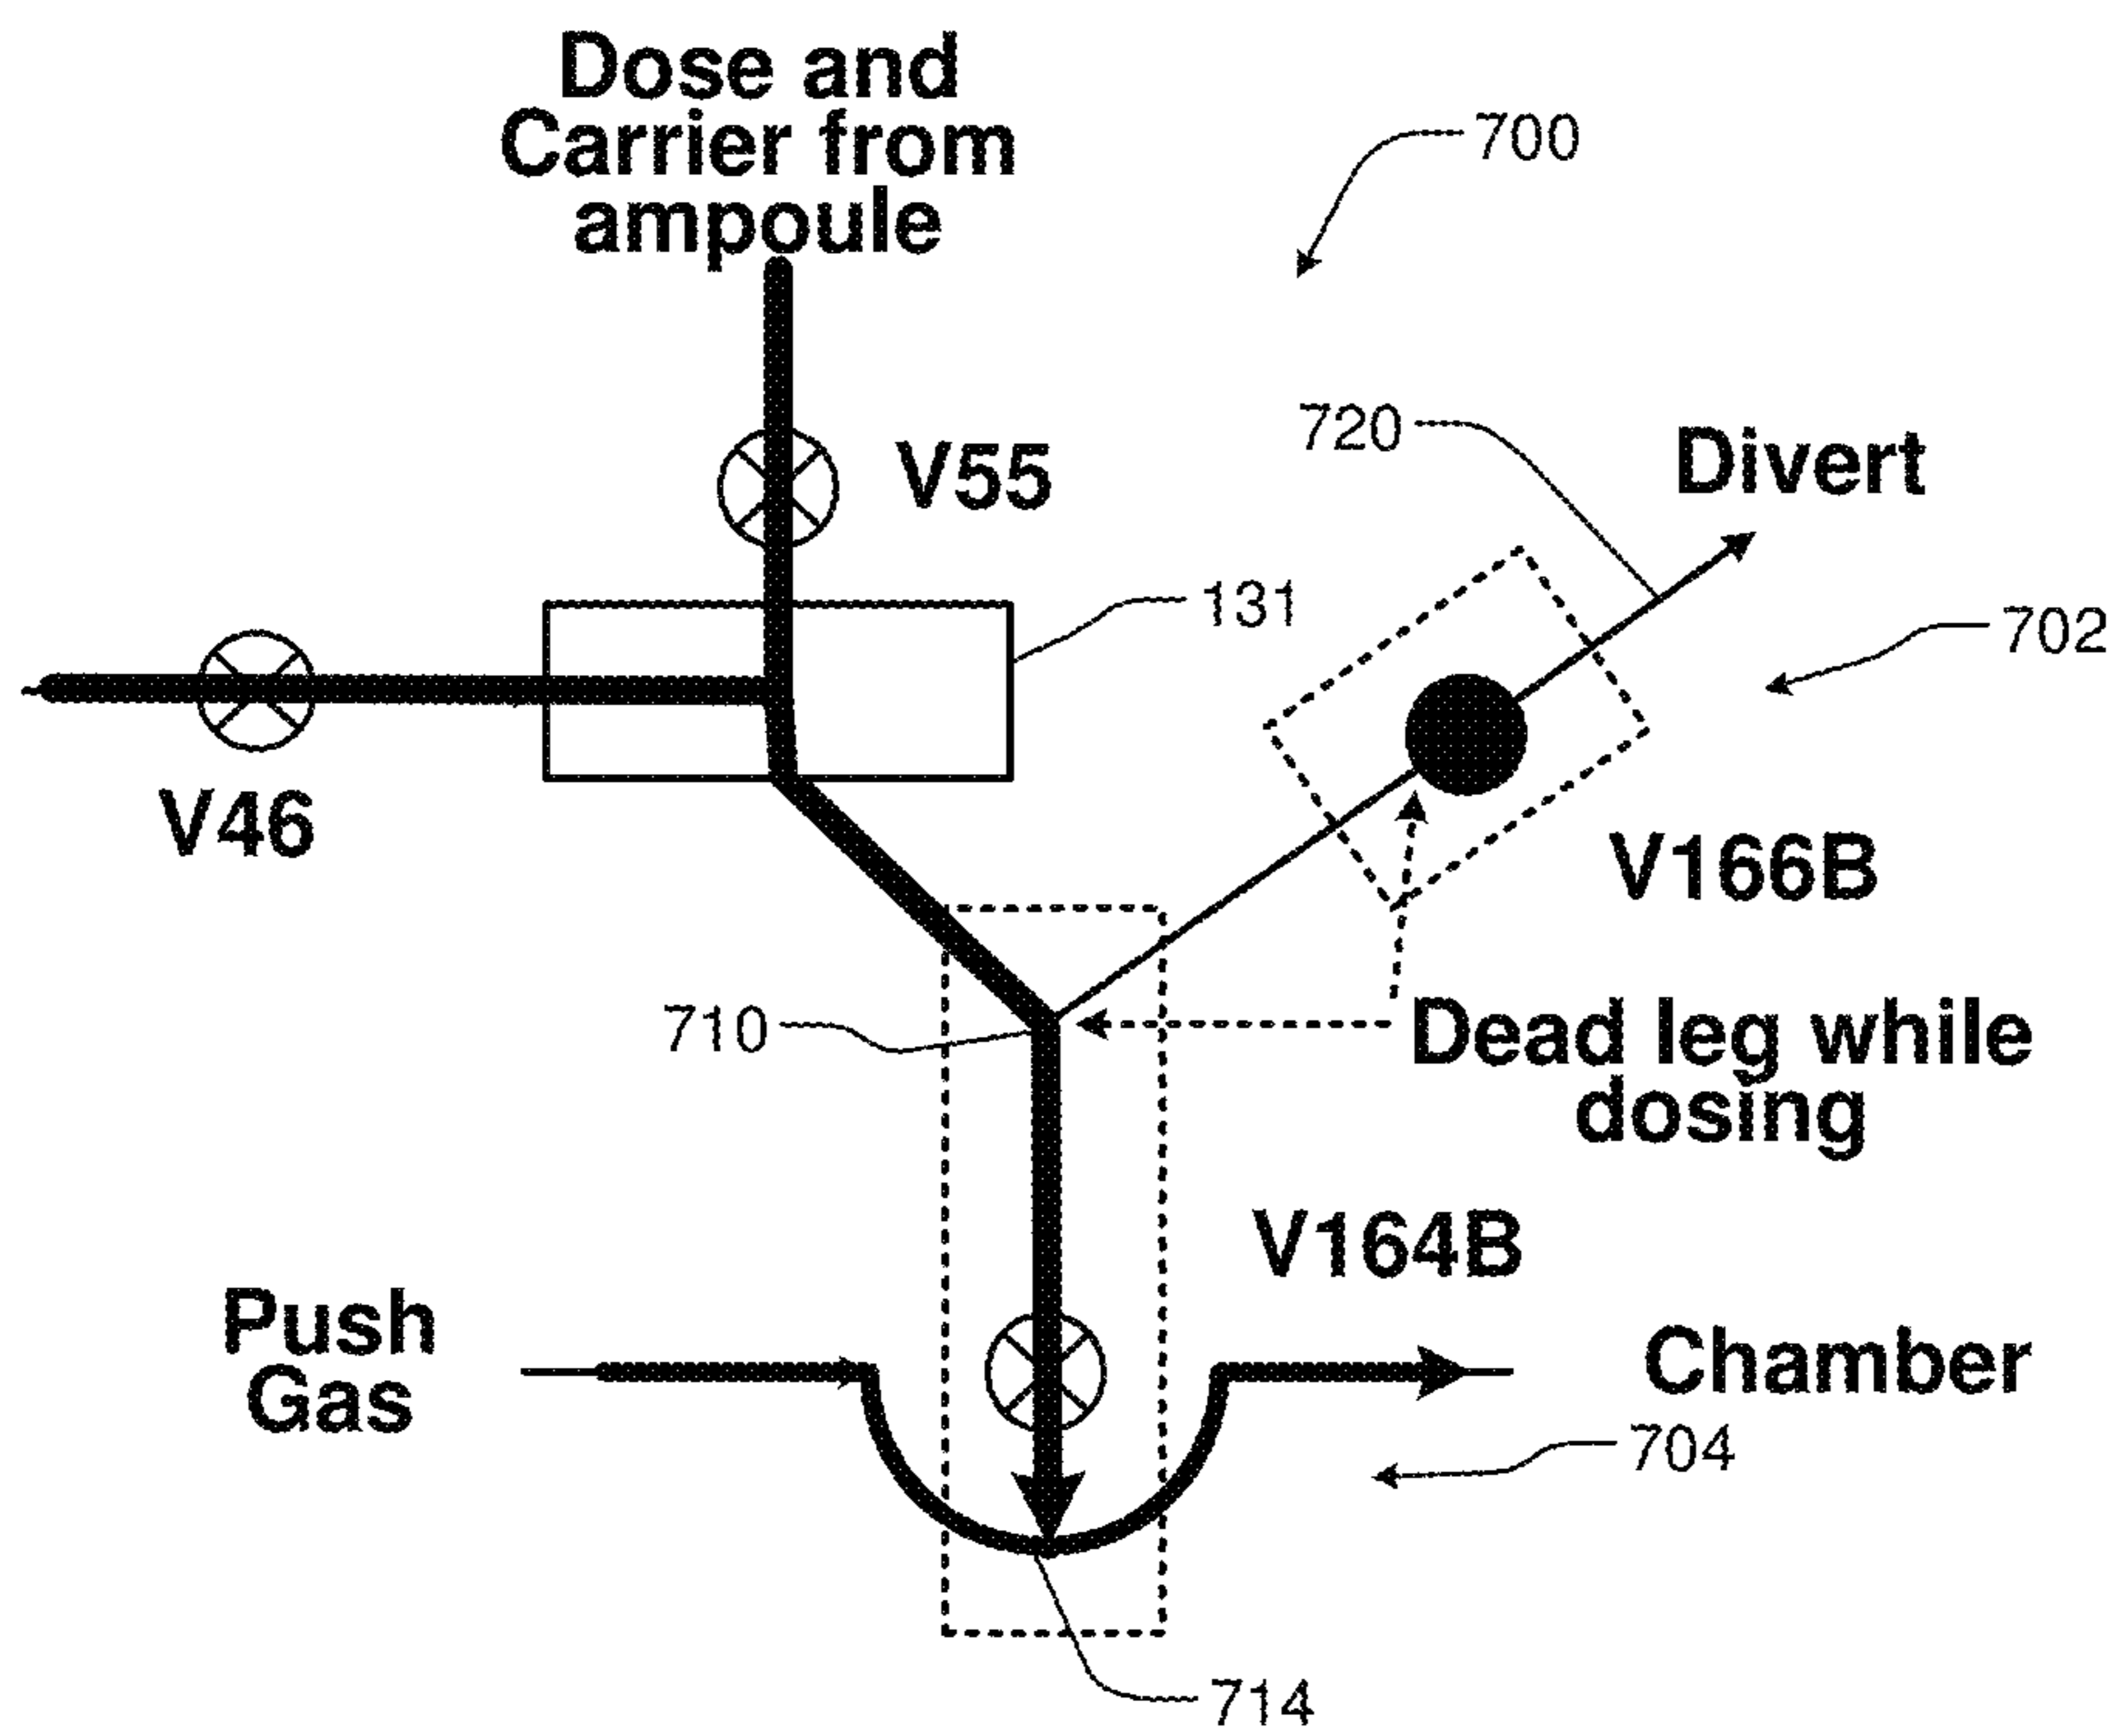 Dose and
Carrier from
ampoule
700
720
Divert
V55
131
702
V46
V166B
710
Dead leg while
dosing
V164B
Push
Gas
Chamber
704
714